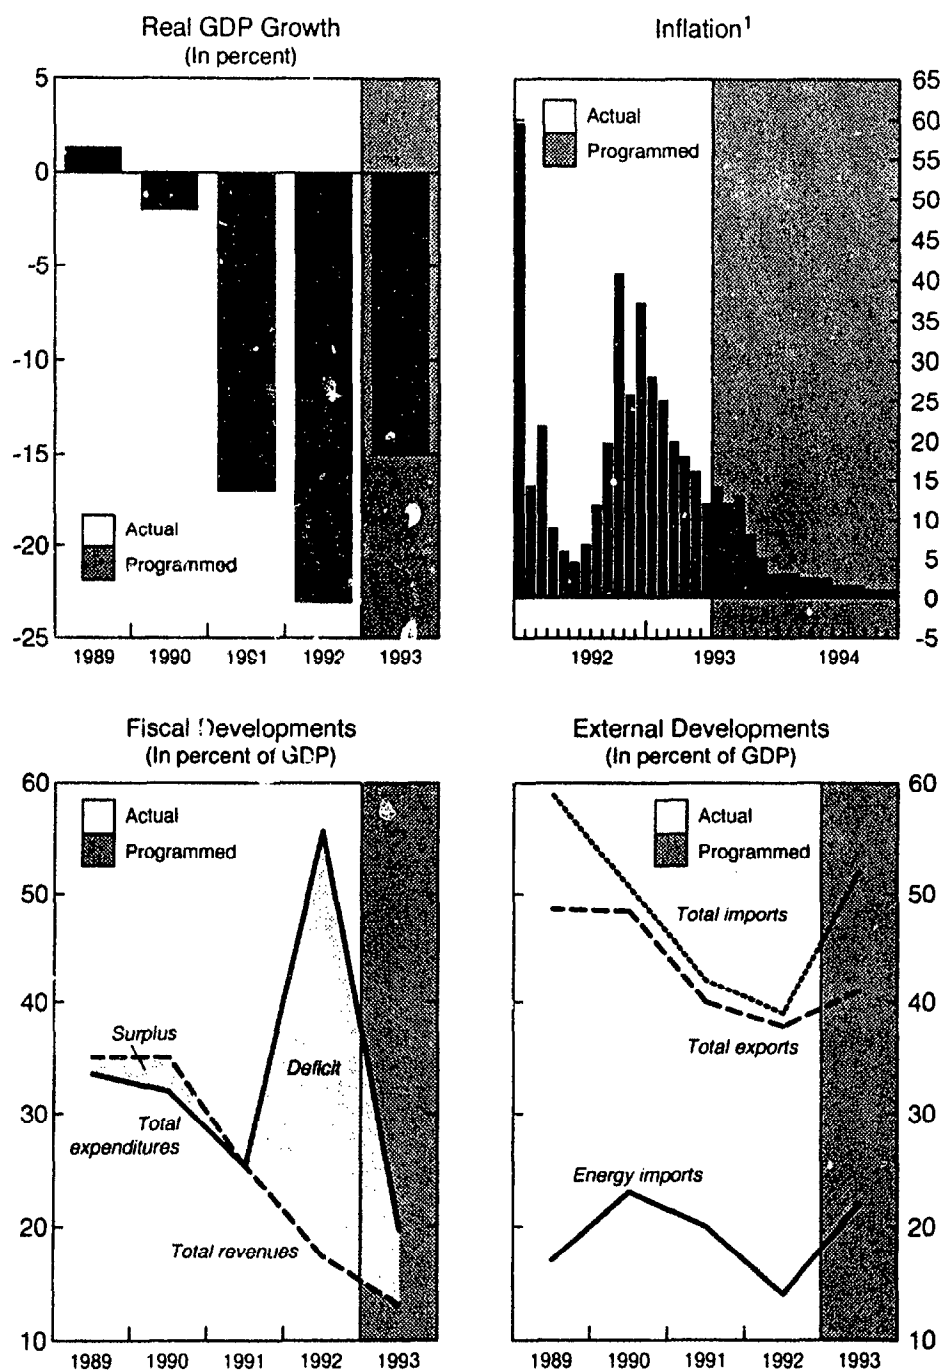 Real GDP Growth
(In percent)
5
0
-5
-10
-15
-20
-25
Actual
Programmed
1989 1990 1991 1992 1993
Inflation¹
Actual
Programmed
65
60
55
50
45
40
35
30
25
20
15
10
5
0
-5
1992 1993 1994
Fiscal Developments
(In percent of GDP)
60
50
40
30
20
10
Actual
Programmed
Surplus
Total
expenditures
Deficit
Total revenues
1989 1990 1991 1992 1993
External Developments
(In percent of GDP)
Actual
Programmed
60
50
40
30
20
10
Total imports
Total exports
Energy imports
1989 1990 1991 1992 1993